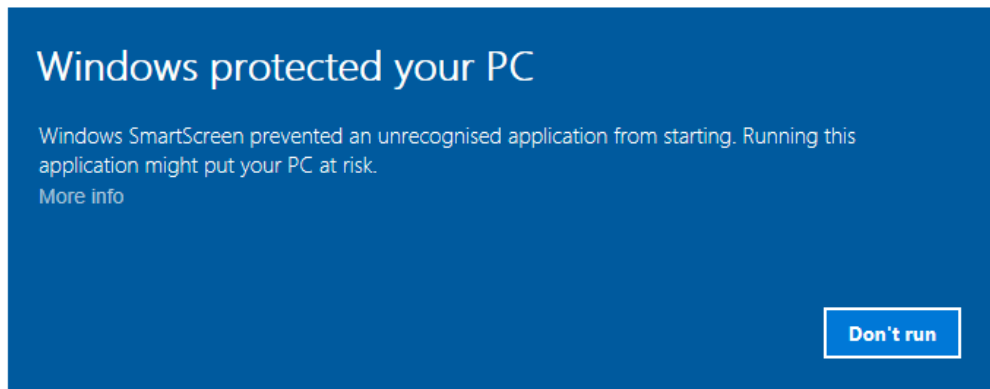 Windows protected your PC
Windows SmartScreen prevented an unrecognised application from starting. Running this
application might put your PC at risk.
More info
Don't run